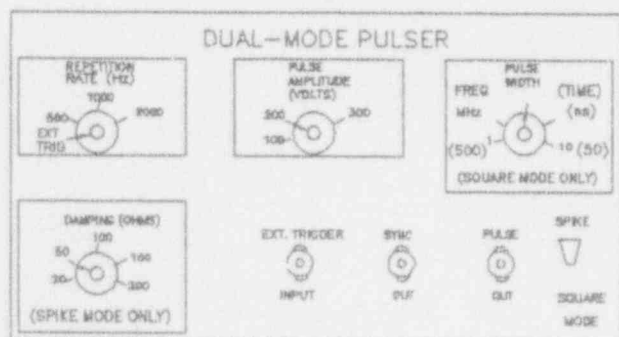 DUAL-MODE PULSER
REPETITION
RATE (Hz)
1000
500
2000
EXT
TRIG
PULSE
AMPLITUDE
(VOLTS)
200
300
100
PULSE
WIDTH
FREQ
(TIME)
MHz
(ns)
1
(500)
10 (50)
(SQUARE MODE ONLY)
DAMPING (OHMS)
100
50
(SPIKE MODE ONLY)
EXT. TRIGGER
INPUT
SYNC
OUT
PULSE
OUT
SPIKE
SQUARE
MODE